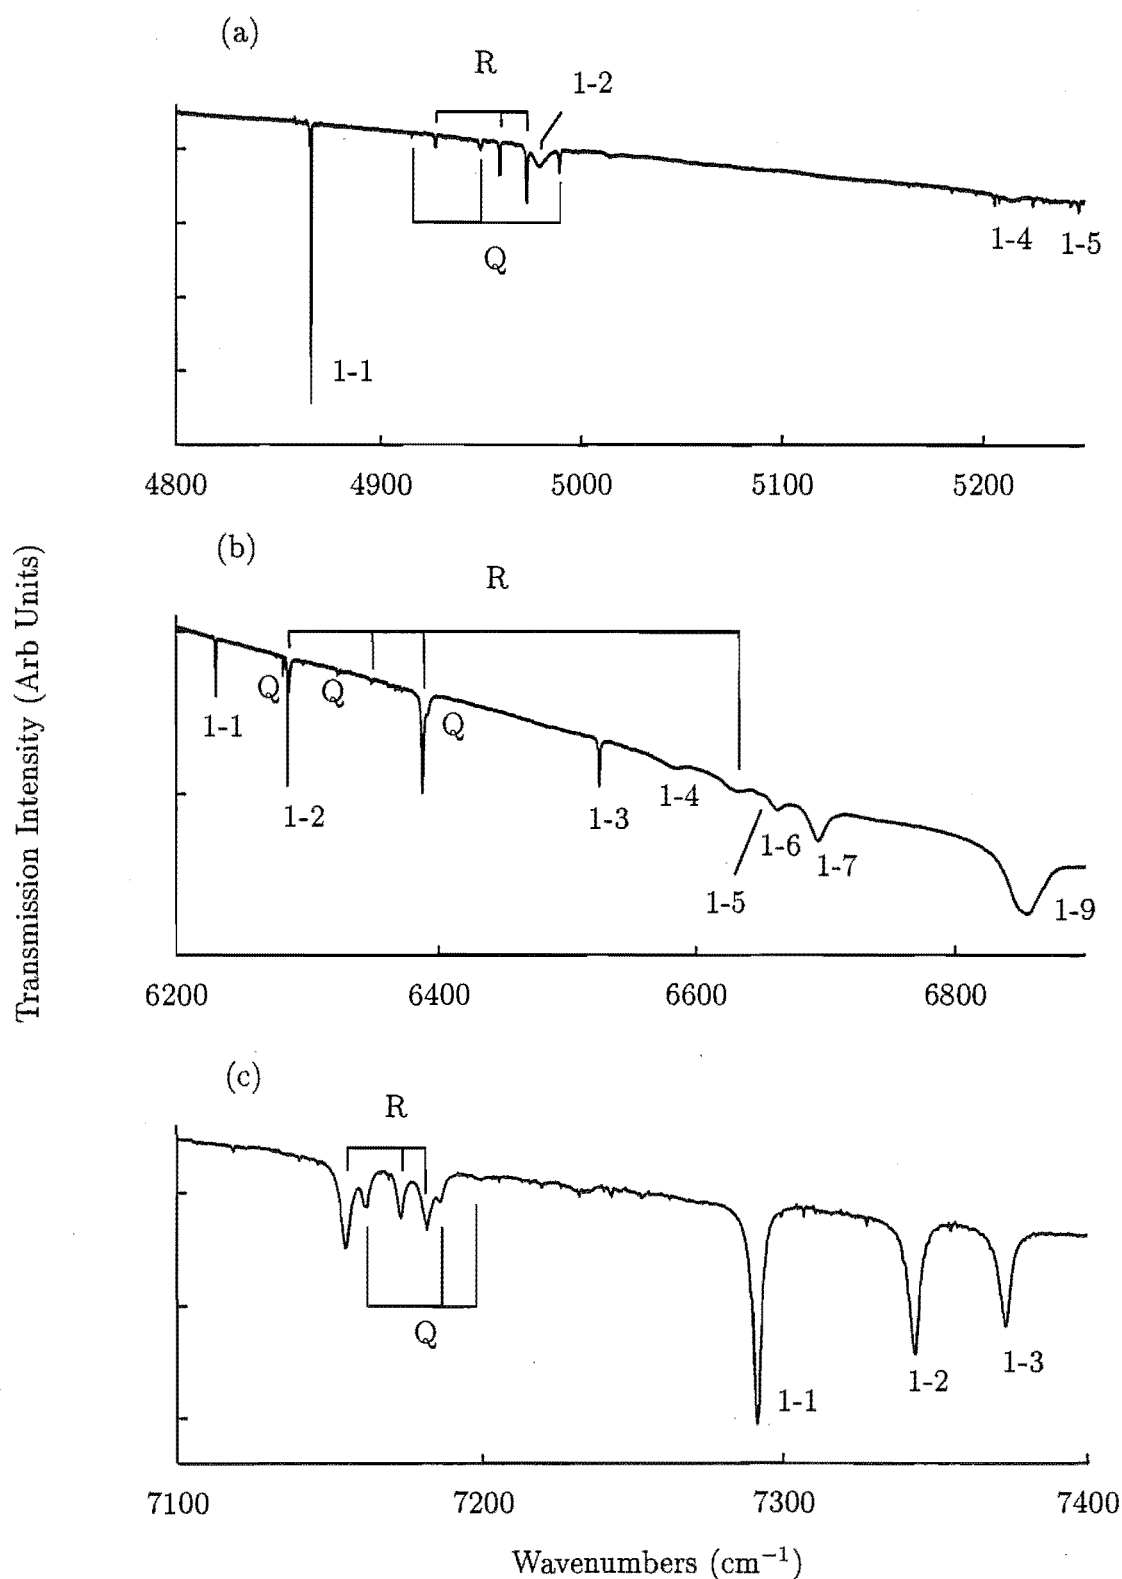 (a)
R
1-2
1-1
Q
1-4
1-5
4800 4900 5000 5100 5200
(b)
R
Q
Q
Q
1-1
1-2
1-3
1-4
1-5
1-6
1-7
1-9
6200 6400 6600 6800
(c)
R
Q
1-1
1-2
1-3
7100 7200 7300 7400
Wavenumbers (cm⁻¹)
Transmission Intensity (Arb Units)